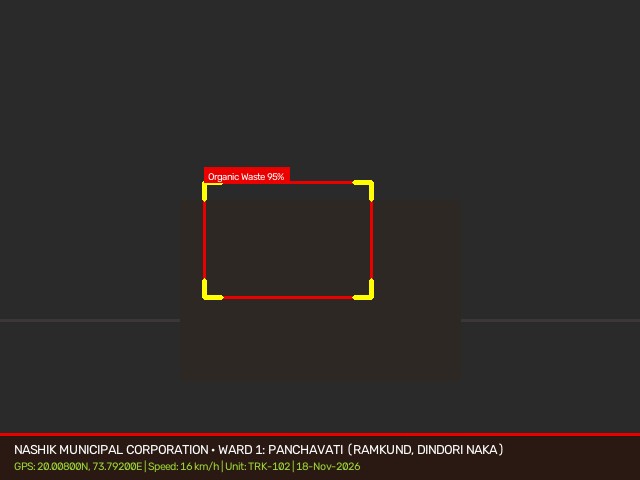 Organic Waste 95%
NASHIK MUNICIPAL CORPORATION • WARD 1: PANCHAVATI (RAMKUND, DINDORI NAKA)
GPS: 20.00800N, 73.79200E | Speed: 16 km/h | Unit: TRK-102 | 18-Nov-2026